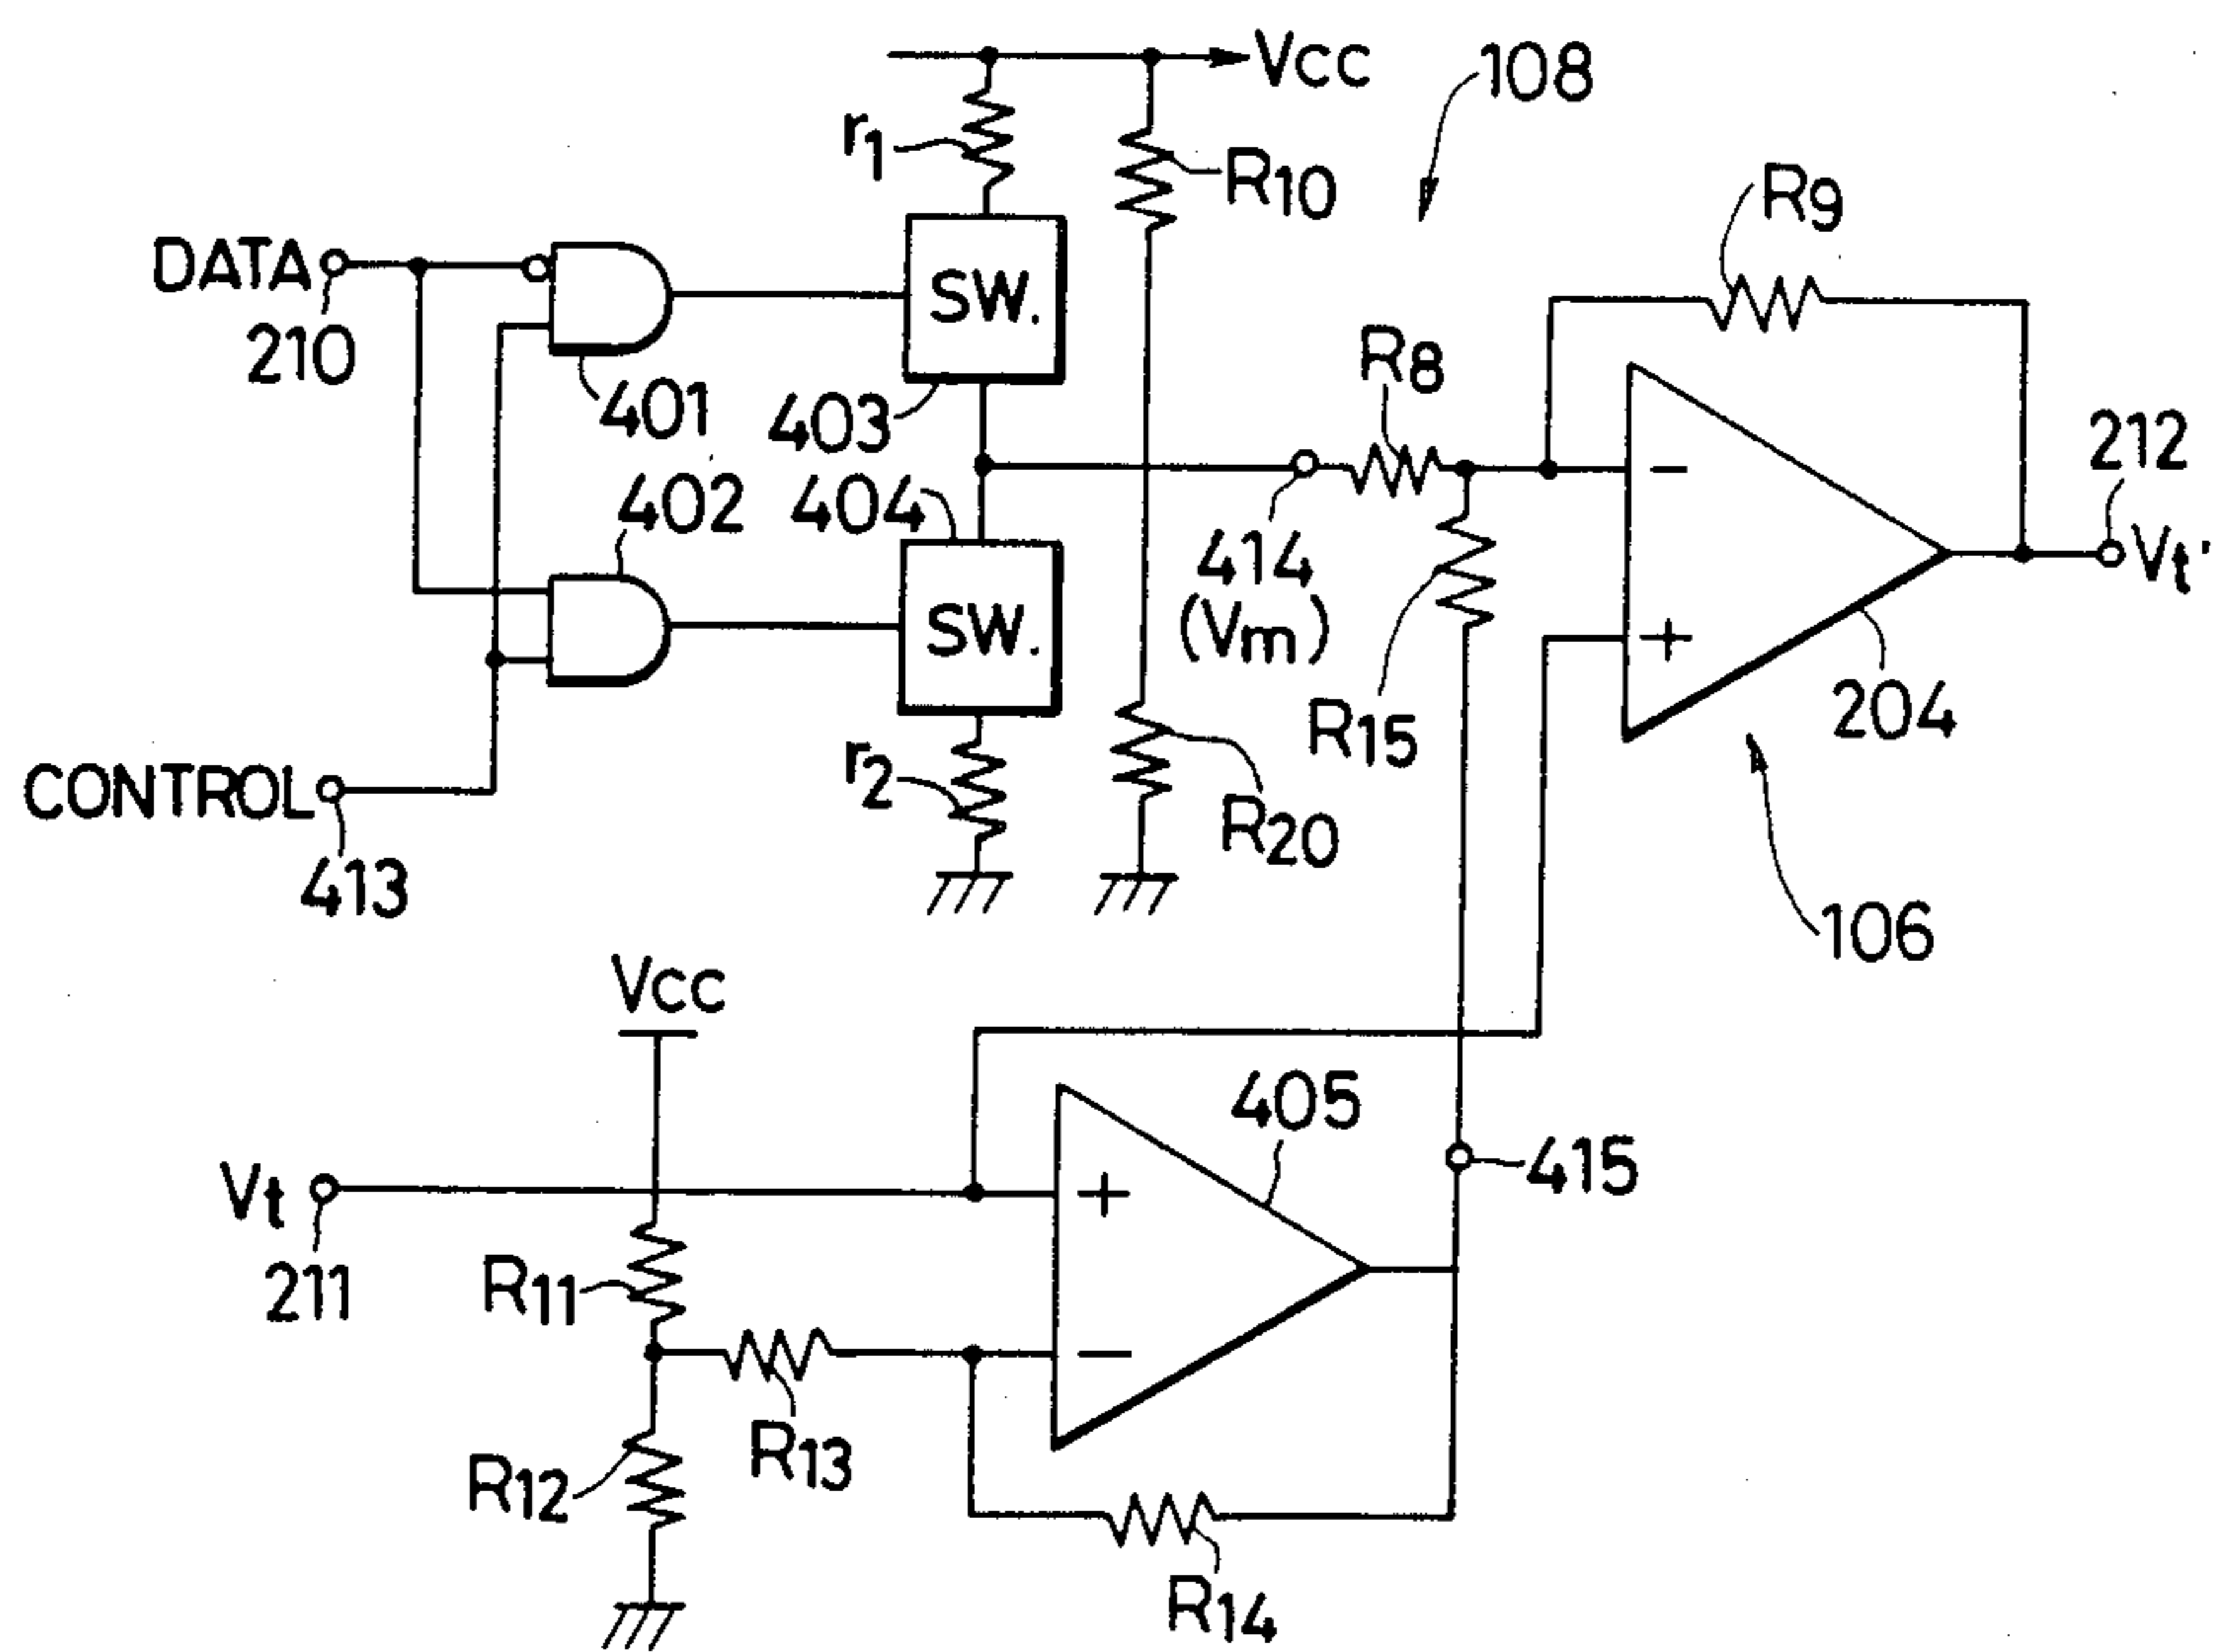 Vcc
108
r1
R10
R9
DATA
SW.
210
R8
401
403
212
402
404
414
(Vm)
Vt'
SW.
R15
204
r2
CONTROL
R20
413
106
Vcc
405
415
Vt
+
-
+
−
211
R11
R13
R12
R14